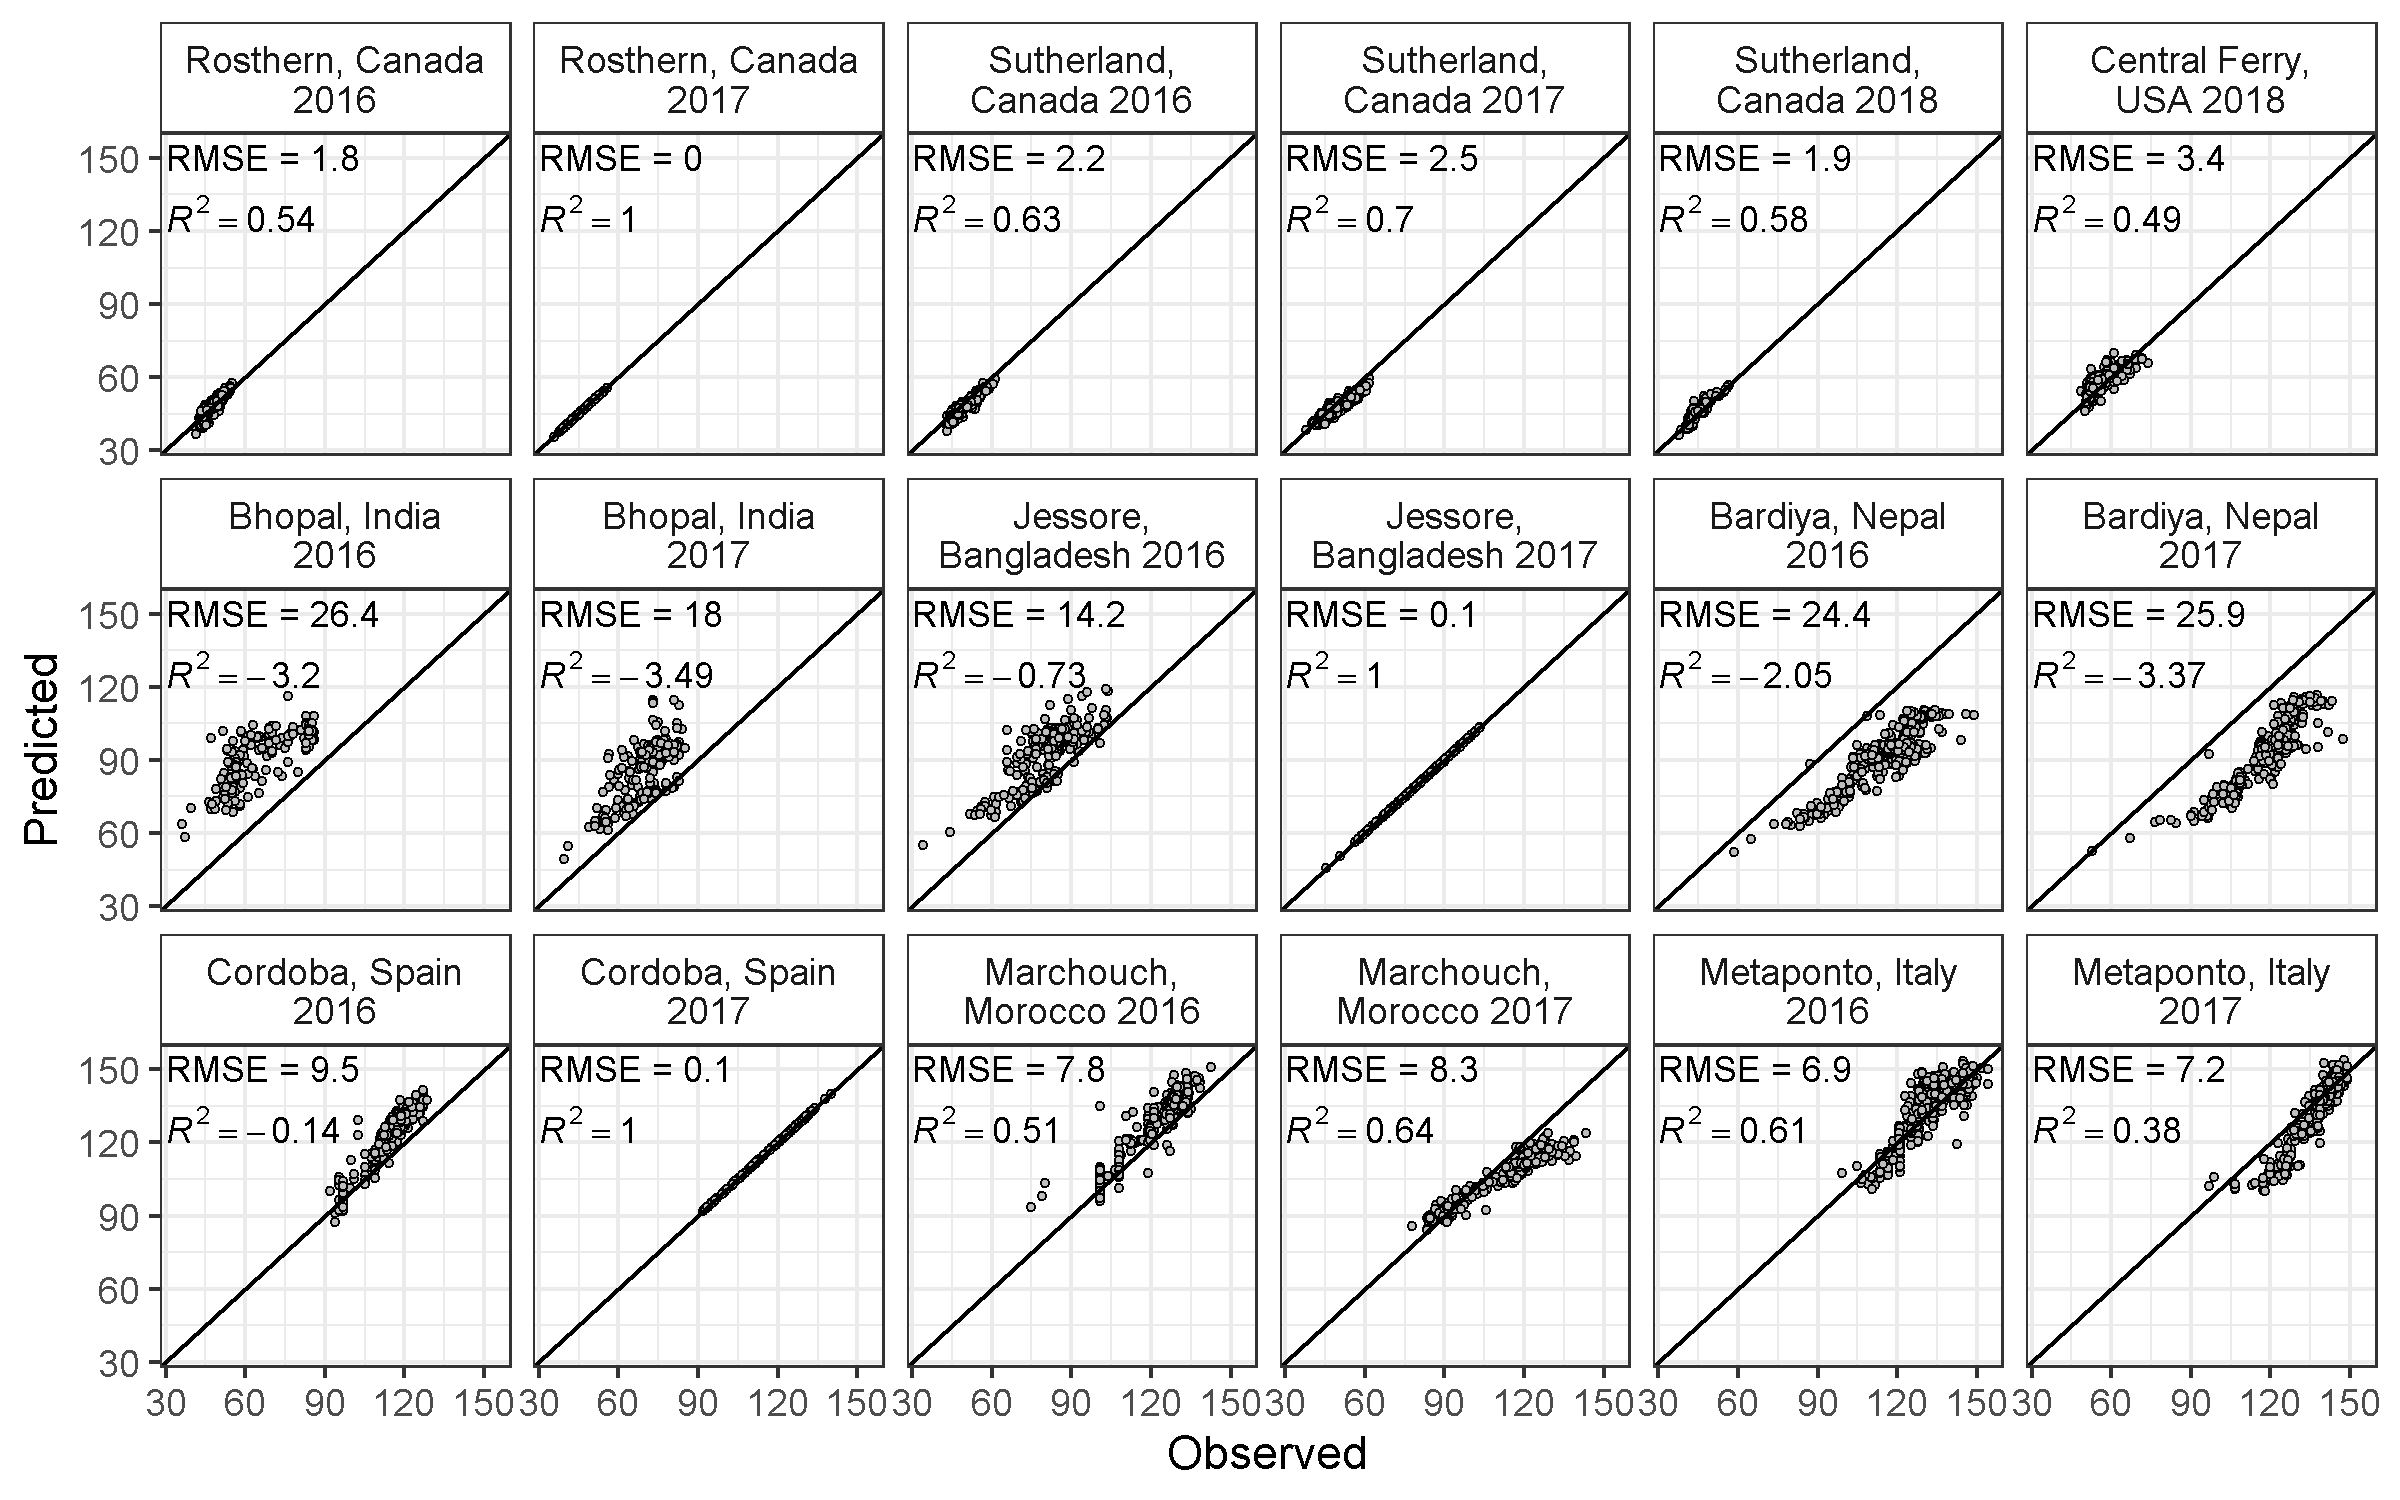 Rosthern, Canada
2016
Rosthern, Canada
2017
Sutherland,
Canada 2016
Sutherland,
Canada 2017
Sutherland,
Canada 2018
Central Ferry,
USA 2018
RMSE = 1.8
R² = 0.54
RMSE = 0
R² = 1
RMSE = 2.2
R² = 0.63
RMSE = 2.5
R² = 0.7
RMSE = 1.9
R² = 0.58
RMSE = 3.4
R² = 0.49
150
120
90
60
30
Bhopal, India
2016
Bhopal, India
2017
Jessore,
Bangladesh 2016
Jessore,
Bangladesh 2017
Bardiya, Nepal
2016
Bardiya, Nepal
2017
RMSE = 26.4
R² = −3.2
RMSE = 18
R² = −3.49
RMSE = 14.2
R² = −0.73
RMSE = 0.1
R² = 1
RMSE = 24.4
R² = −2.05
RMSE = 25.9
R² = −3.37
150
120
90
60
30
Predicted
Cordoba, Spain
2016
Cordoba, Spain
2017
Marchouch,
Morocco 2016
Marchouch,
Morocco 2017
Metaponto, Italy
2016
Metaponto, Italy
2017
RMSE = 9.5
R² = −0.14
RMSE = 0.1
R² = 1
RMSE = 7.8
R² = 0.51
RMSE = 8.3
R² = 0.64
RMSE = 6.9
R² = 0.61
RMSE = 7.2
R² = 0.38
150
120
90
60
30
30 60 90 120 150 30 60 90 120 150 30 60 90 120 150 30 60 90 120 150 30 60 90 120 150 30 60 90 120 150
Observed